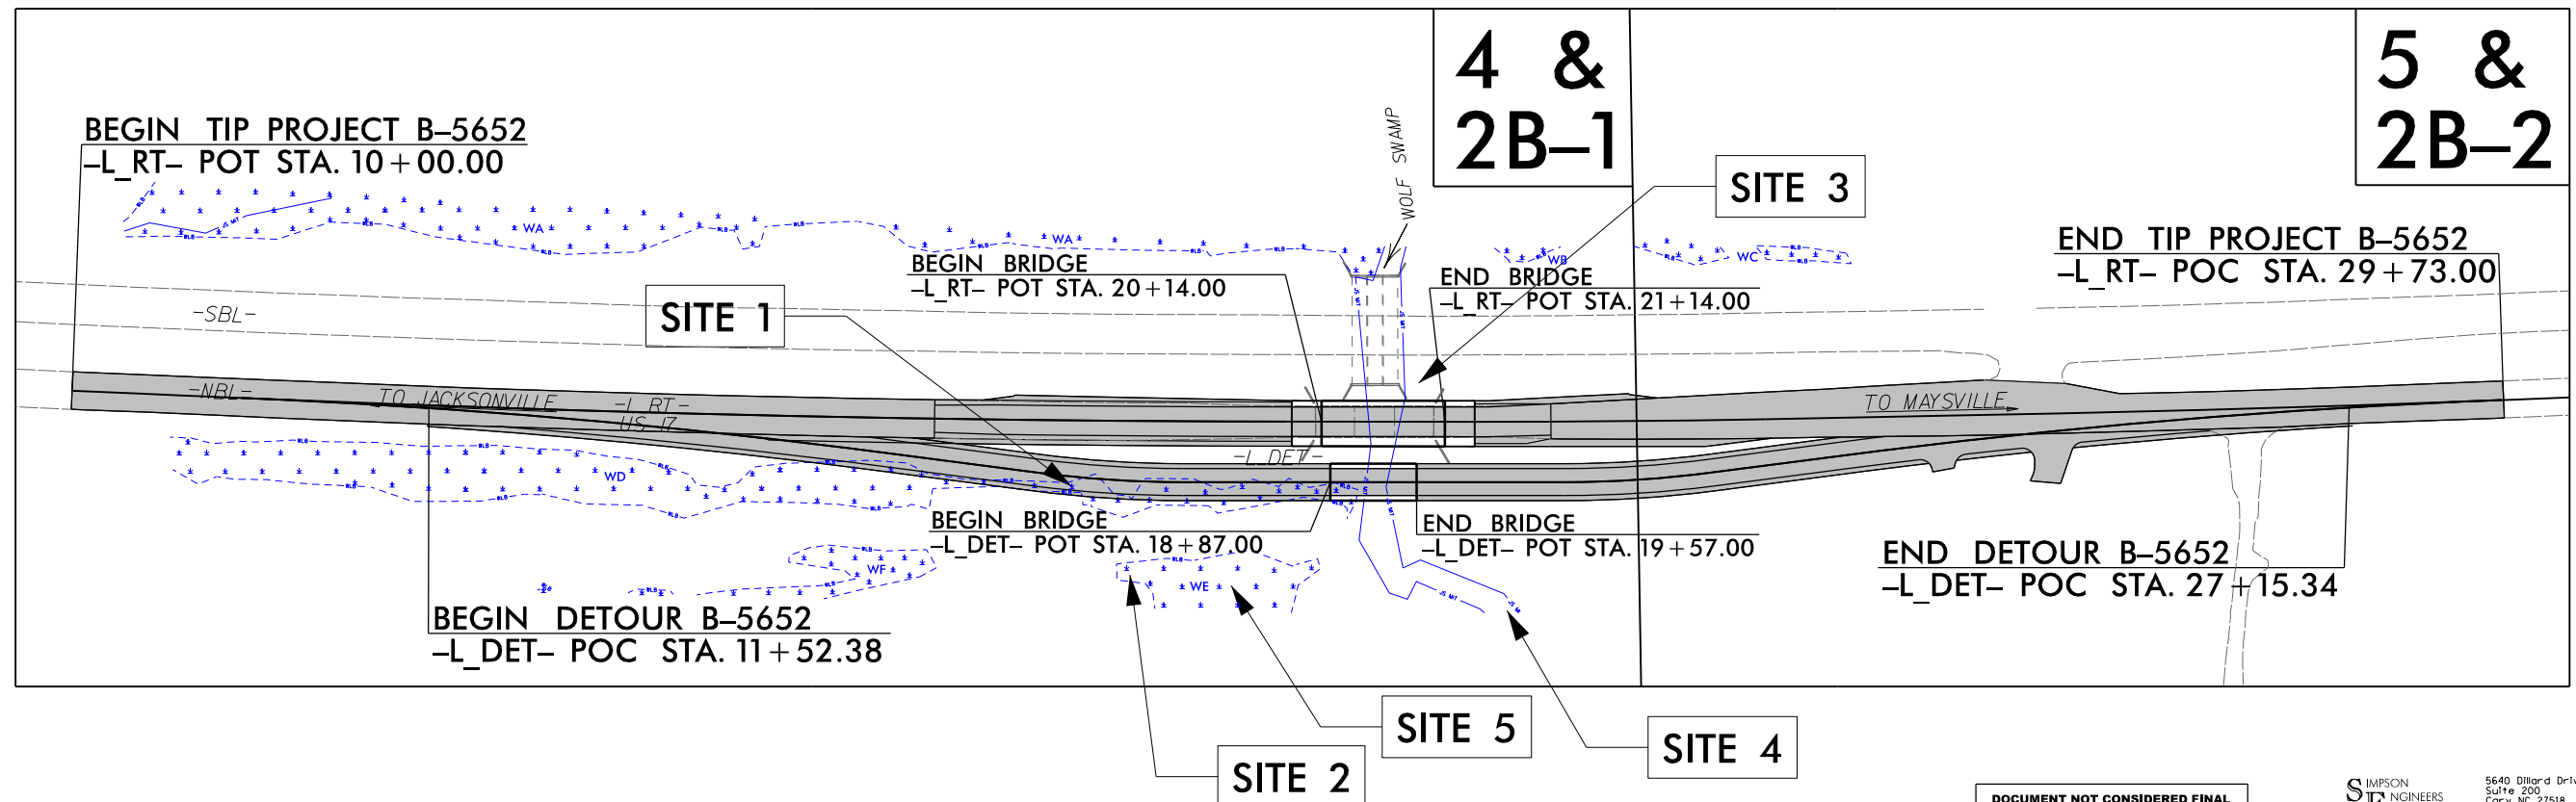 4 &
2B–1
5 &
2B–2
BEGIN TIP PROJECT B–5652
–L_RT– POT STA. 10+00.00
WOLF SWAMP
SITE 3
END TIP PROJECT B–5652
–L_RT– POC STA. 29+73.00
WA
WA
WB
WC
BEGIN BRIDGE
–L_RT– POT STA. 20+14.00
END BRIDGE
–L_RT– POT STA. 21+14.00
SITE 1
-SBL-
-NBL-
TO JACKSONVILLE
-L_RT-
US 17
TO MAYSVILLE
-L_DET-
WD
BEGIN BRIDGE
–L_DET– POT STA. 18+87.00
END BRIDGE
–L_DET– POT STA. 19+57.00
WF
WE
END DETOUR B–5652
–L_DET– POC STA. 27+15.34
BEGIN DETOUR B–5652
–L_DET– POC STA. 11+52.38
SITE 5
SITE 4
SITE 2
DOCUMENT NOT CONSIDERED FINAL
SIMPSON
ENGINEERS
5640 Dillard Dri
Suite 200
Cary, NC 27518